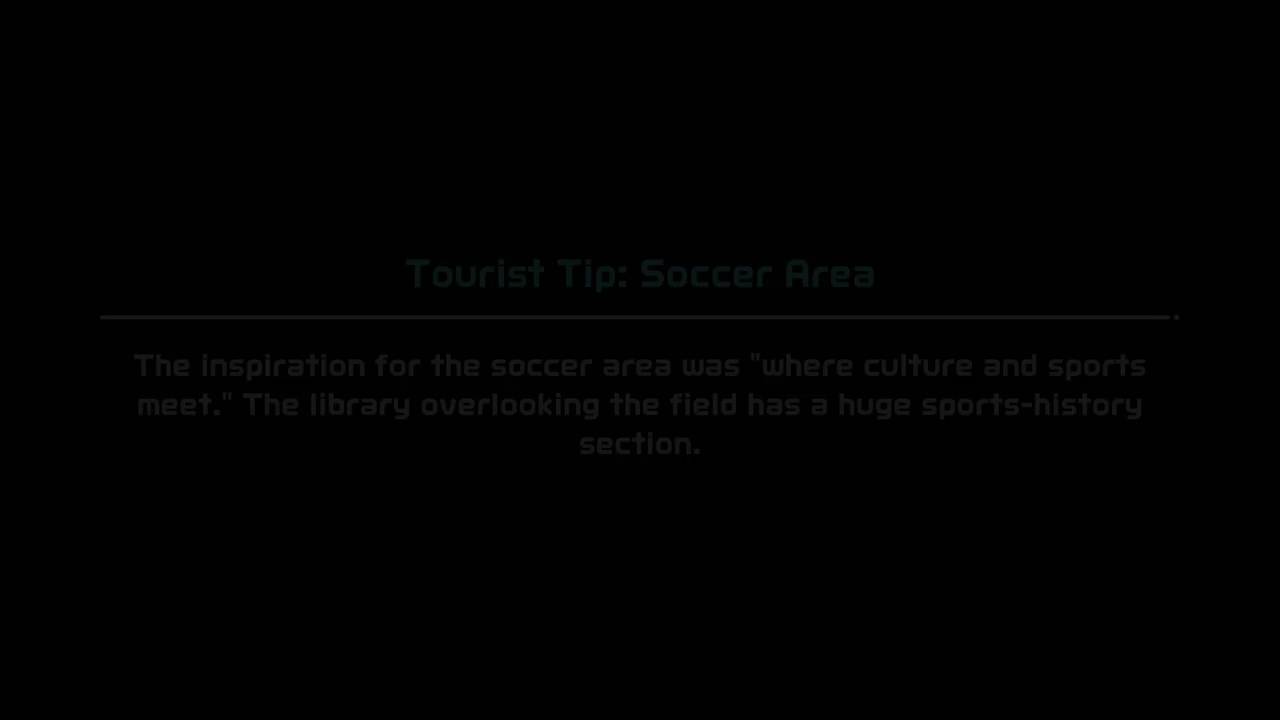 Tourist Tip: Soccer Area
The inspiration for the soccer area was "where culture and sports
meet." The library overlooking the field has a huge sports-history
section.